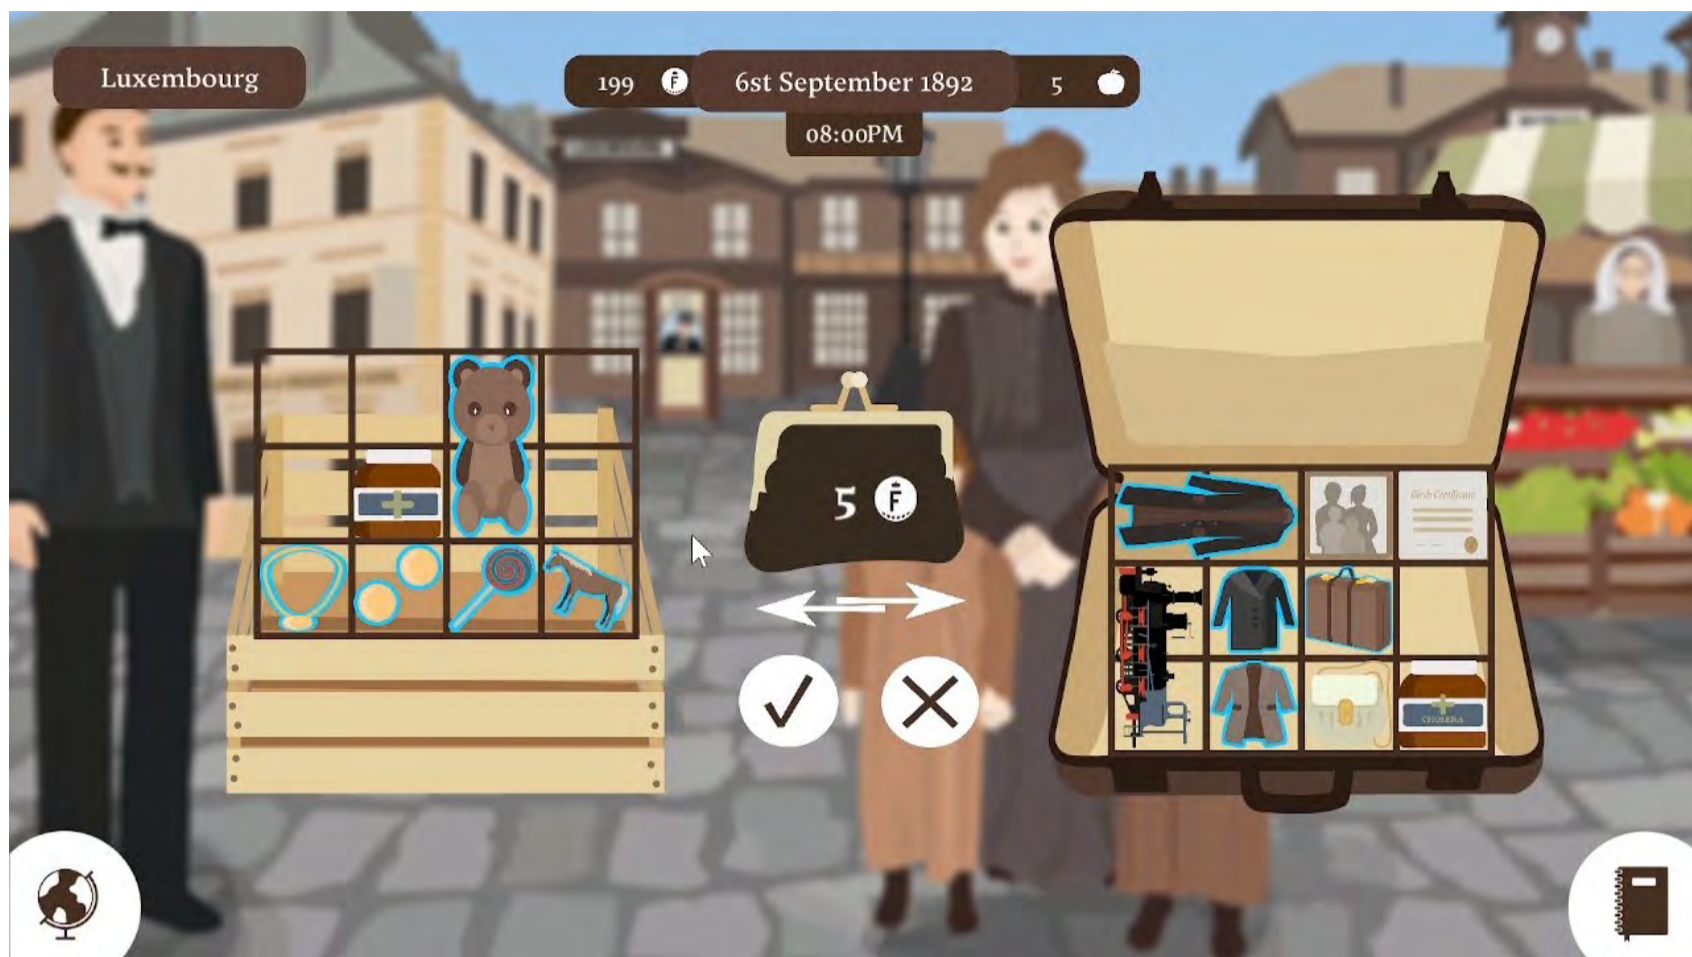 Luxembourg
199
6st September 1892
5
08:00PM
5 F
Birth Certificate
CHOLERA